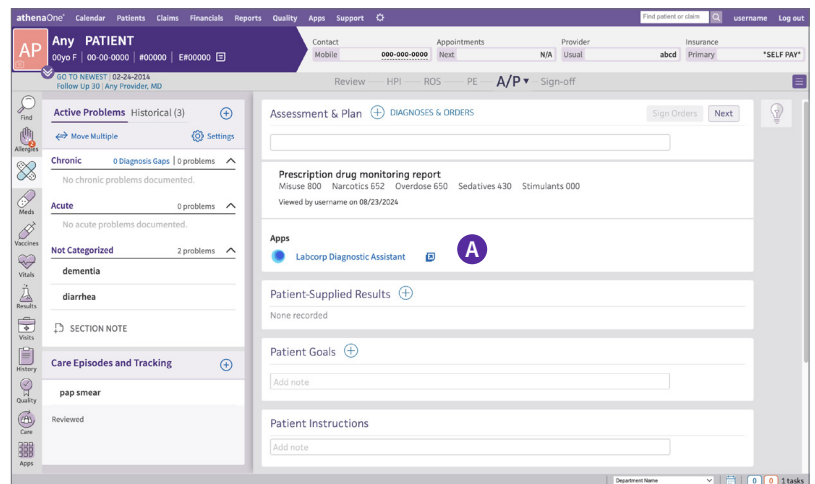 athenaOne® Calendar Patients Claims Financials Reports Quality Apps Support
Find patient or claim username Log out
AP
Any PATIENT
00yo F | 00-00-0000 | #00000 | E#00000
Contact
Mobile 000-000-0000
Appointments
Next N/A
Provider
Usual abcd
Insurance
Primary *SELF PAY*
GO TO NEWEST | 02-24-2014
Follow Up 30 | Any Provider, MD
Review HPI ROS PE A/P ▾ Sign-off
Find
Allergies
2
Meds
Vaccines
Vitals
Results
Visits
History
Quality
Care
Apps
Active Problems Historical (3)
Move Multiple Settings
Chronic 0 Diagnosis Gaps | 0 problems
No chronic problems documented.
Acute 0 problems
No acute problems documented.
Not Categorized 2 problems
dementia
diarrhea
SECTION NOTE
Care Episodes and Tracking
pap smear
Reviewed
Assessment & Plan DIAGNOSES & ORDERS Sign Orders Next
Prescription drug monitoring report
Misuse 800 Narcotics 652 Overdose 650 Sedatives 430 Stimulants 000
Viewed by username on 08/23/2024
Apps
Labcorp Diagnostic Assistant A
Patient-Supplied Results
None recorded
Patient Goals
Add note
Patient Instructions
Add note
Department Name 0 0 1 tasks